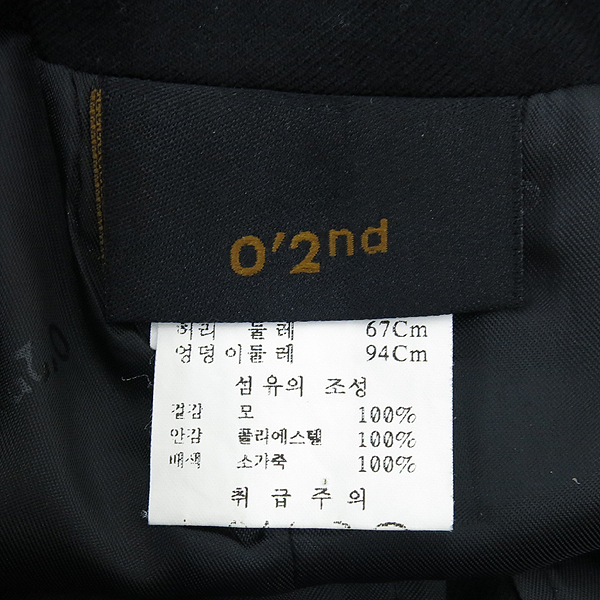 O'2nd
허리 둘레 67Cm
엉덩이둘레 94Cm
섬유의 조성
겉감 모 100%
안감 폴리에스텔 100%
배색 소가죽 100%
취급주의